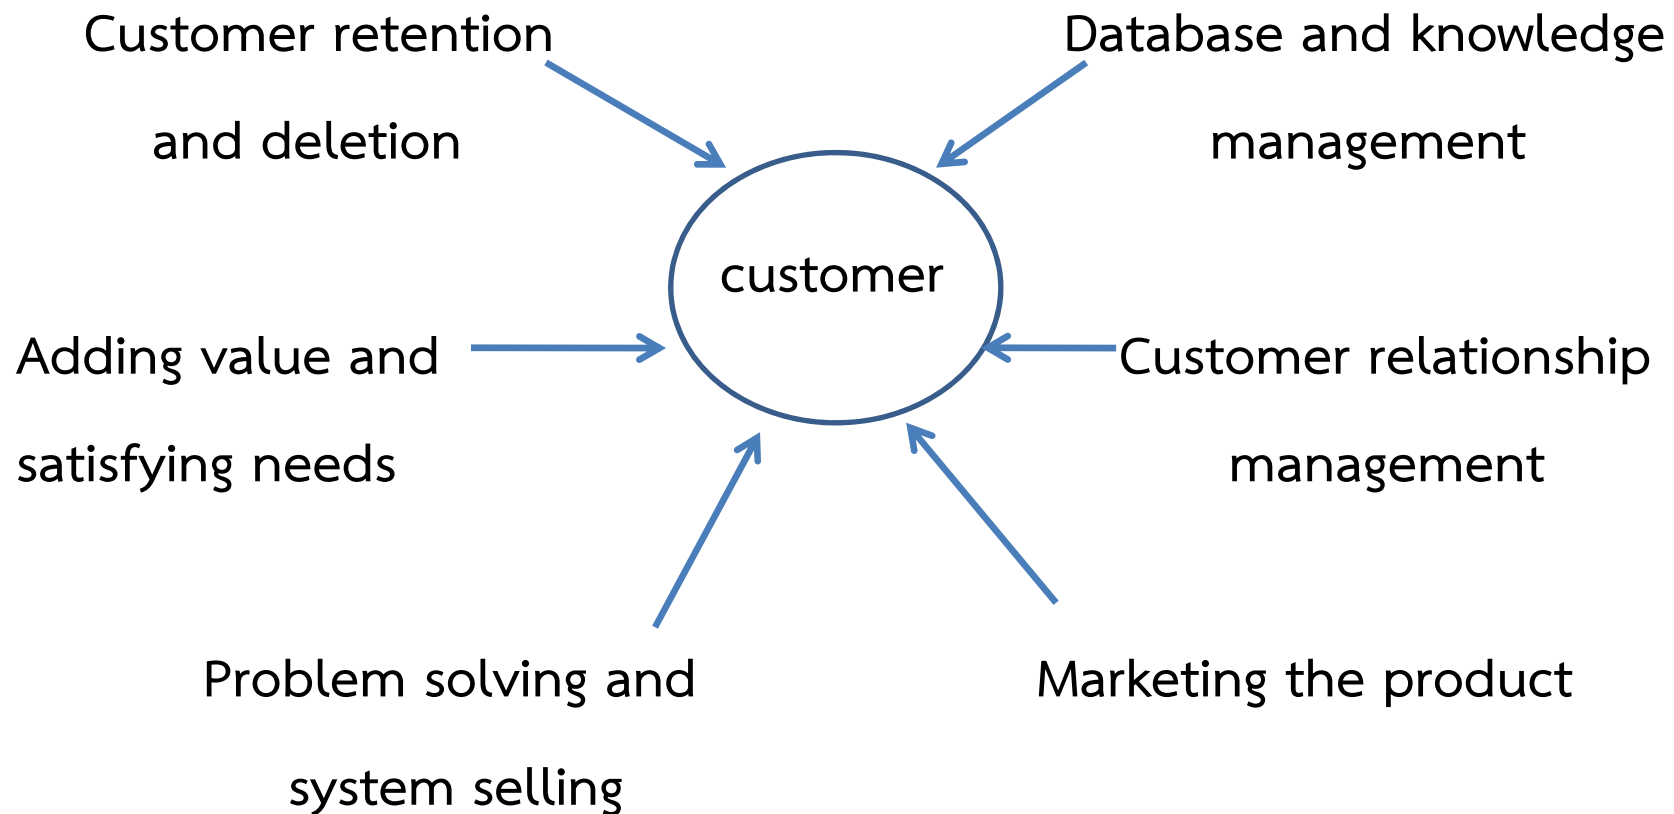 Customer retention
and deletion
Database and knowledge
management
customer
Adding value and
satisfying needs
Customer relationship
management
Problem solving and
system selling
Marketing the product